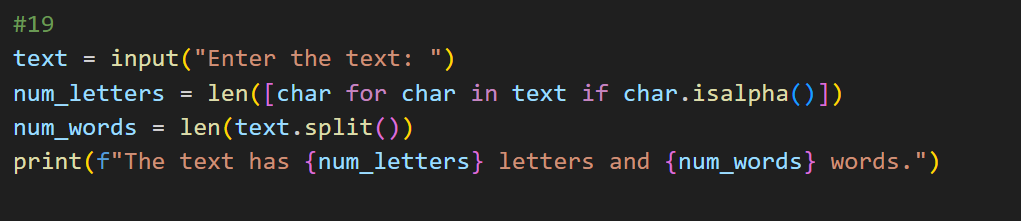 #19
text = input("Enter the text: ")
num_letters = len([char for char in text if char.isalpha()])
num_words = len(text.split())
print(f"The text has {num_letters} letters and {num_words} words.")